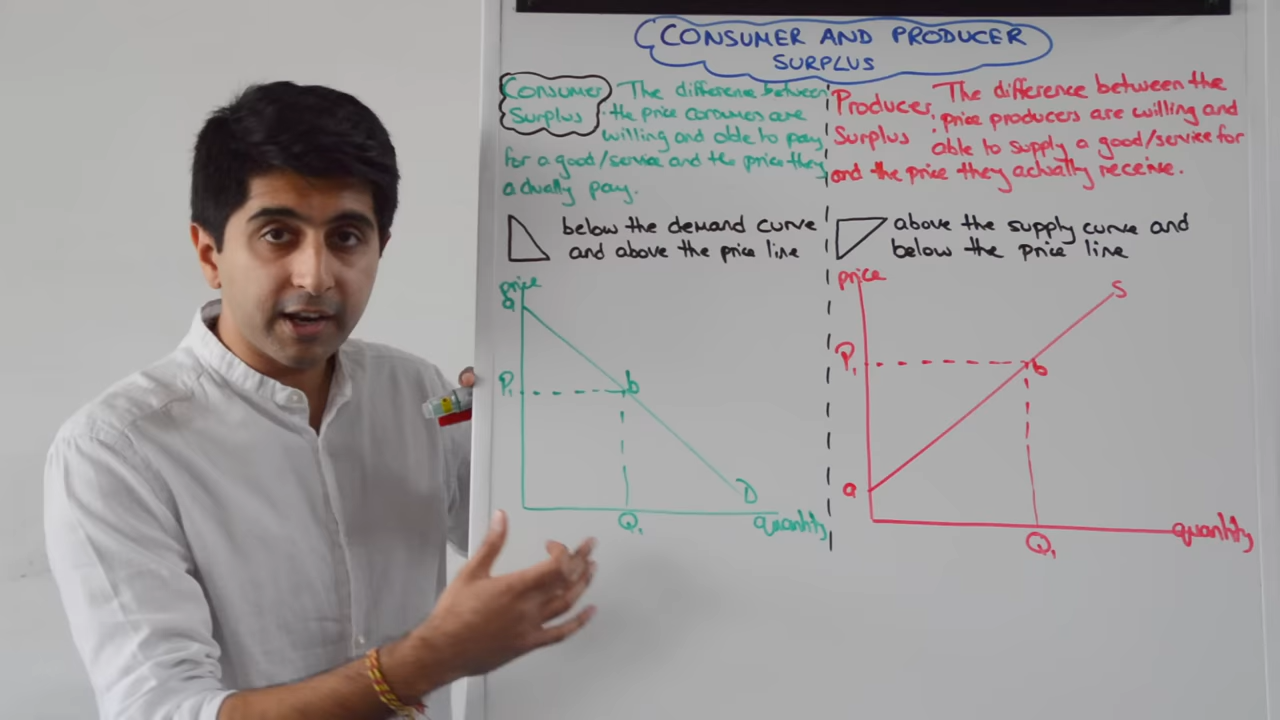 CONSUMER AND PRODUCER
SURPLUS
Consumer
Surplus
: The difference between
the price consumers are
willing and able to pay
for a good/service and the price they
actually pay.
below the demand curve
and above the price line
price
a
P1
b
D
Q1
quantity
Producer
Surplus
: The difference between the
price producers are willing and
able to supply a good/service for
and the price they actually receive.
above the supply curve and
below the price line
price
S
P1
b
a
Q1
quantity